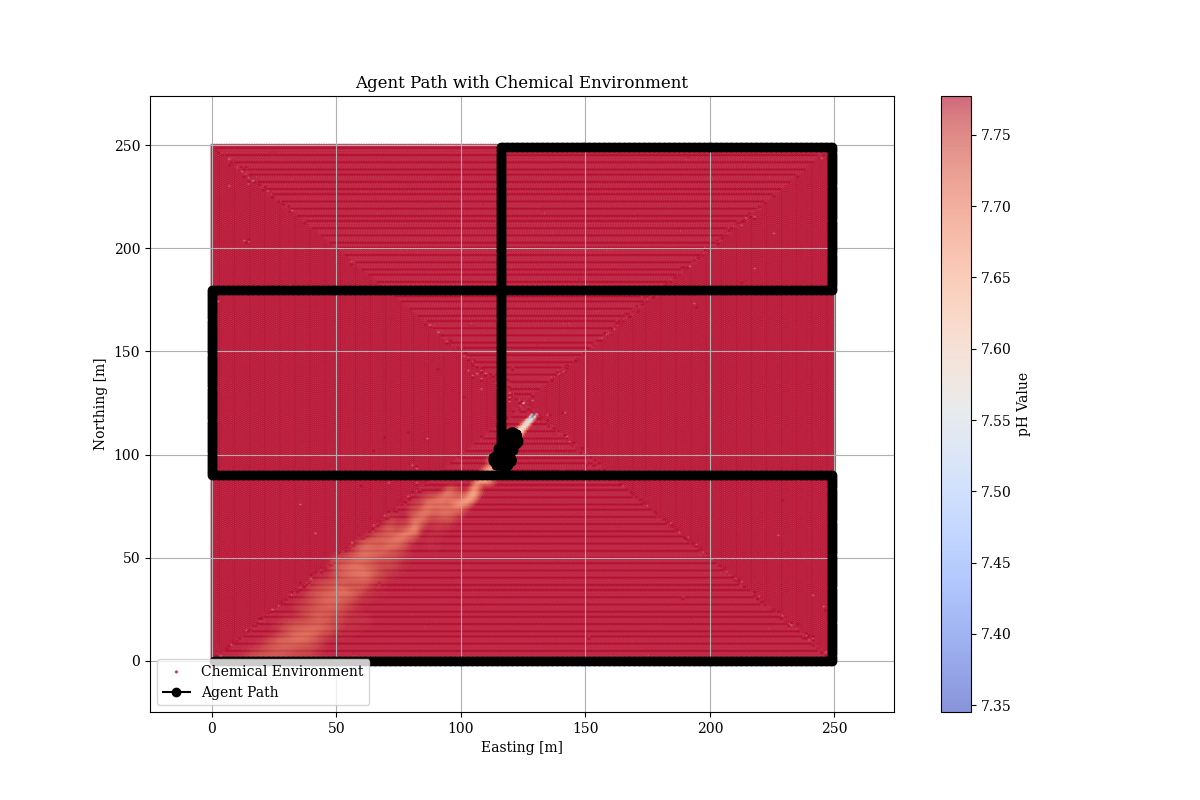 Agent Path with Chemical Environment
250
200
150
100
50
0
Northing [m]
0 50 100 150 200 250
Easting [m]
Chemical Environment
Agent Path
7.75
7.70
7.65
7.60
7.55
7.50
7.45
7.40
7.35
pH Value